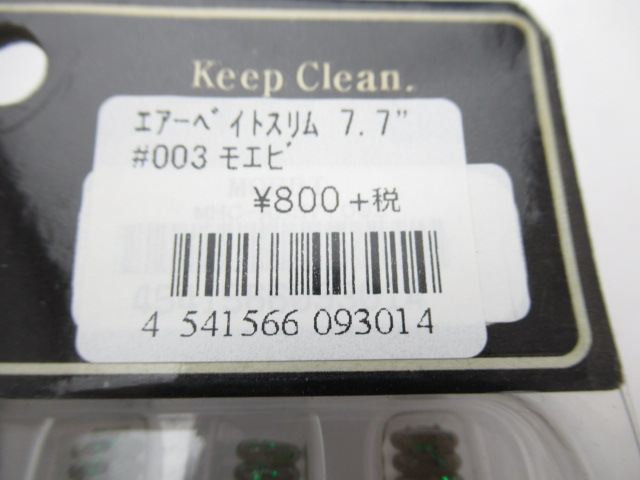 Keep Clean.
ｴｱｰﾍﾞｲﾄｽﾘﾑ 7.7"
#003 ﾓｴﾋﾞ
¥800+税
4 541566 093014